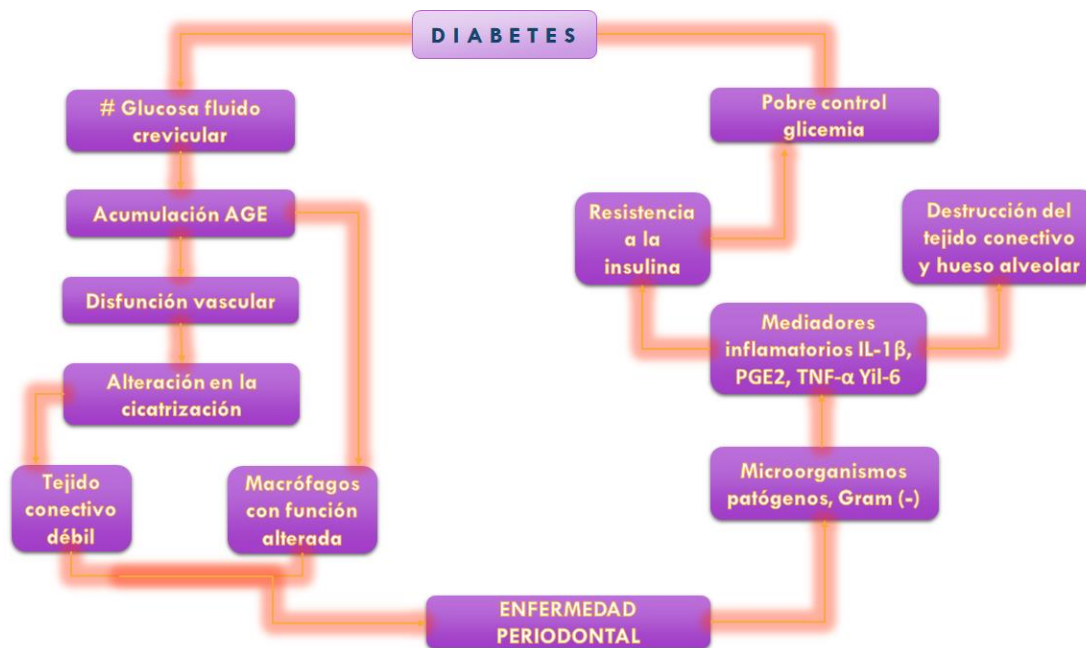 DIABETES
# Glucosa fluido
crevicular
Acumulación AGE
Disfunción vascular
Alteración en la
cicatrización
Tejido
conectivo
débil
Macrófagos
con función
alterada
ENFERMEDAD
PERIODONTAL
Microorganismos
patógenos, Gram (-)
Mediadores
inflamatorios IL-1β,
PGE2, TNF-α Yil-6
Resistencia
a la
insulina
Destrucción del
tejido conectivo
y hueso alveolar
Pobre control
glicemia